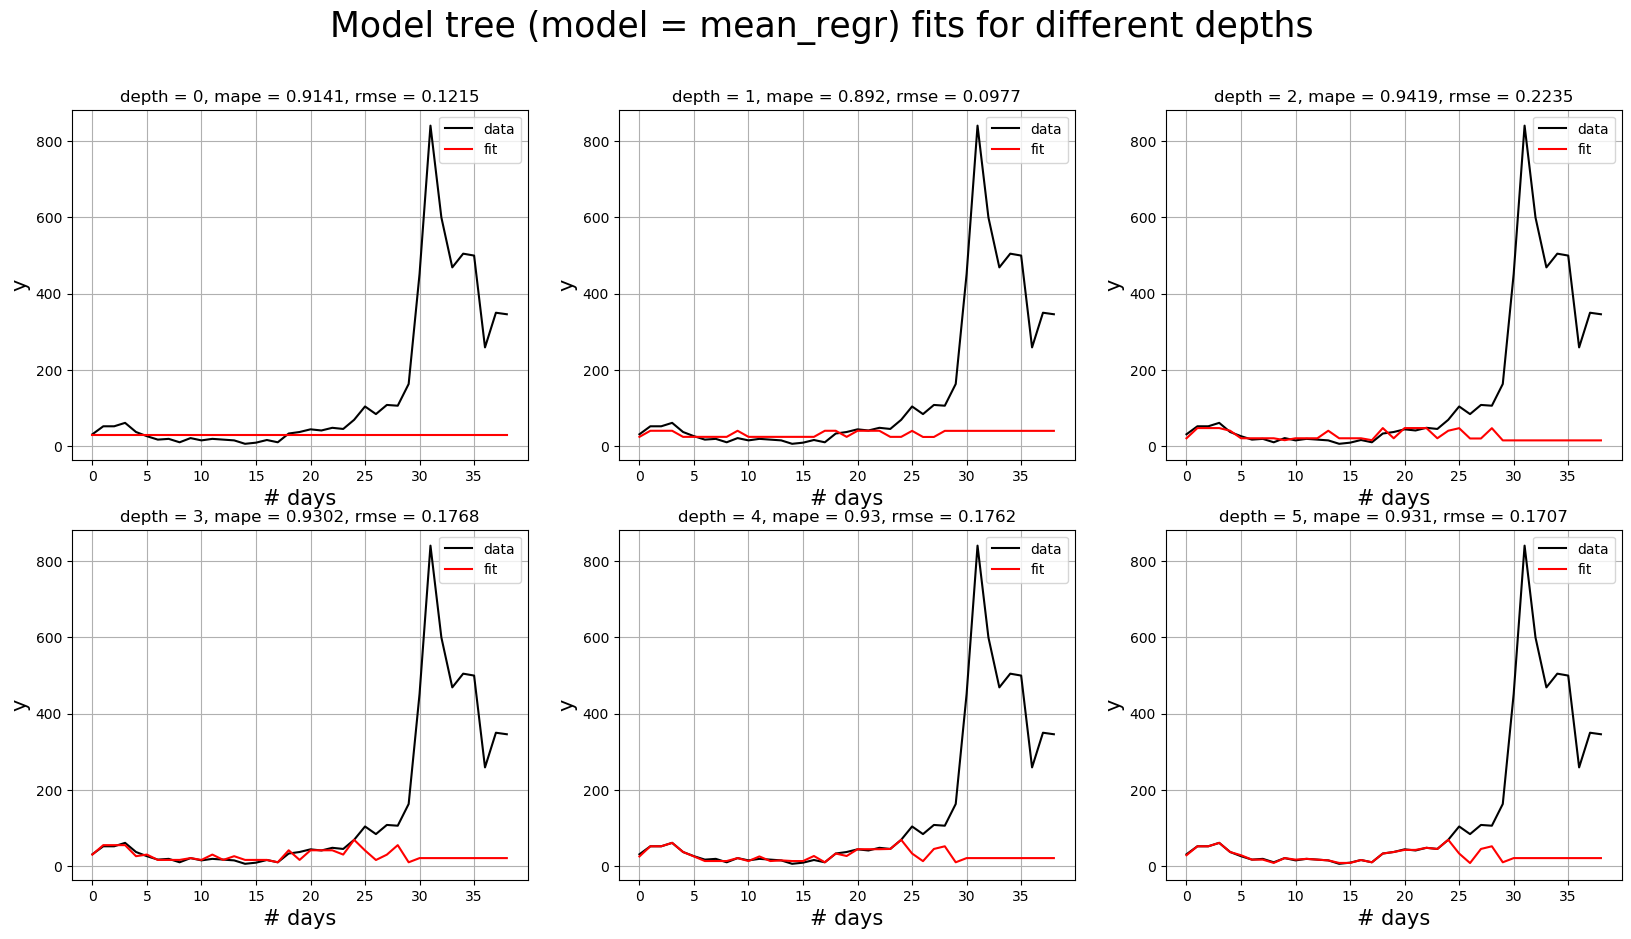 Model tree (model = mean_regr) fits for different depths
depth = 0, mape = 0.9141, rmse = 0.1215
data
fit
y
800
600
400
200
0
0 5 10 15 20 25 30 35
# days
depth = 1, mape = 0.892, rmse = 0.0977
data
fit
y
800
600
400
200
0
0 5 10 15 20 25 30 35
# days
depth = 2, mape = 0.9419, rmse = 0.2235
data
fit
y
800
600
400
200
0
0 5 10 15 20 25 30 35
# days
depth = 3, mape = 0.9302, rmse = 0.1768
data
fit
y
800
600
400
200
0
0 5 10 15 20 25 30 35
# days
depth = 4, mape = 0.93, rmse = 0.1762
data
fit
y
800
600
400
200
0
0 5 10 15 20 25 30 35
# days
depth = 5, mape = 0.931, rmse = 0.1707
data
fit
y
800
600
400
200
0
0 5 10 15 20 25 30 35
# days